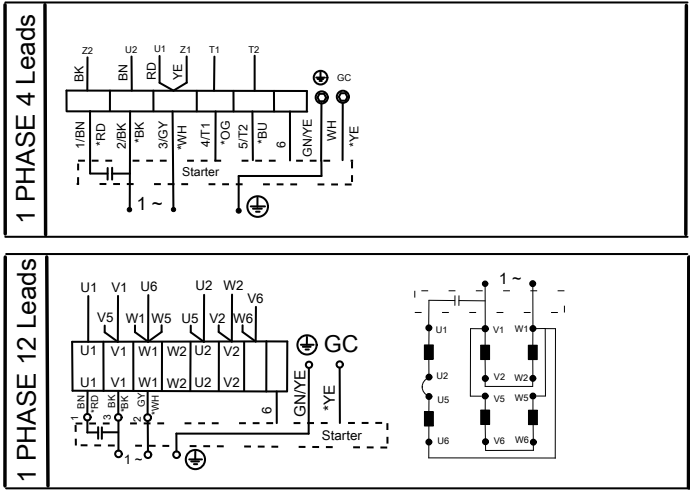 1 PHASE 4 Leads
Z2 U2 U1 Z1 T1 T2
BK BN RD YE
GC
1/BN *RD 2/BK *BK 3/GY *WH 4/T1 *OG 5/T2 *BU 6 GN/YE WH *YE
Starter
1 ~
1 PHASE 12 Leads
U1 V1 U6 U2 W2
V6
V5 W1 W5 U5 V2 W6
U1 V1 W1 W2 U2 V2
U1 V1 W1 W2 U2 V2
GC
1 BN *RD 3 BK *BK 2 GY *WH 6 GN/YE *YE
Starter
1 ~
1 ~
U1 V1 W1
U2 V2 W2
U5 V5 W5
U6 V6 W6